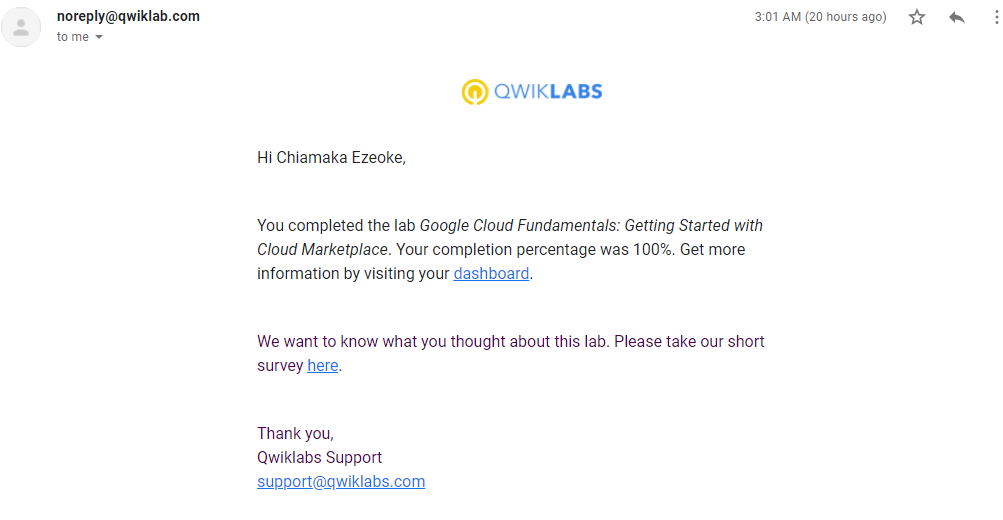 noreply@qwiklab.com
3:01 AM (20 hours ago)
to me
QWIKLABS
Hi Chiamaka Ezeoke,
You completed the lab Google Cloud Fundamentals: Getting Started with
Cloud Marketplace. Your completion percentage was 100%. Get more
information by visiting your dashboard.
We want to know what you thought about this lab. Please take our short
survey here.
Thank you,
Qwiklabs Support
support@qwiklabs.com